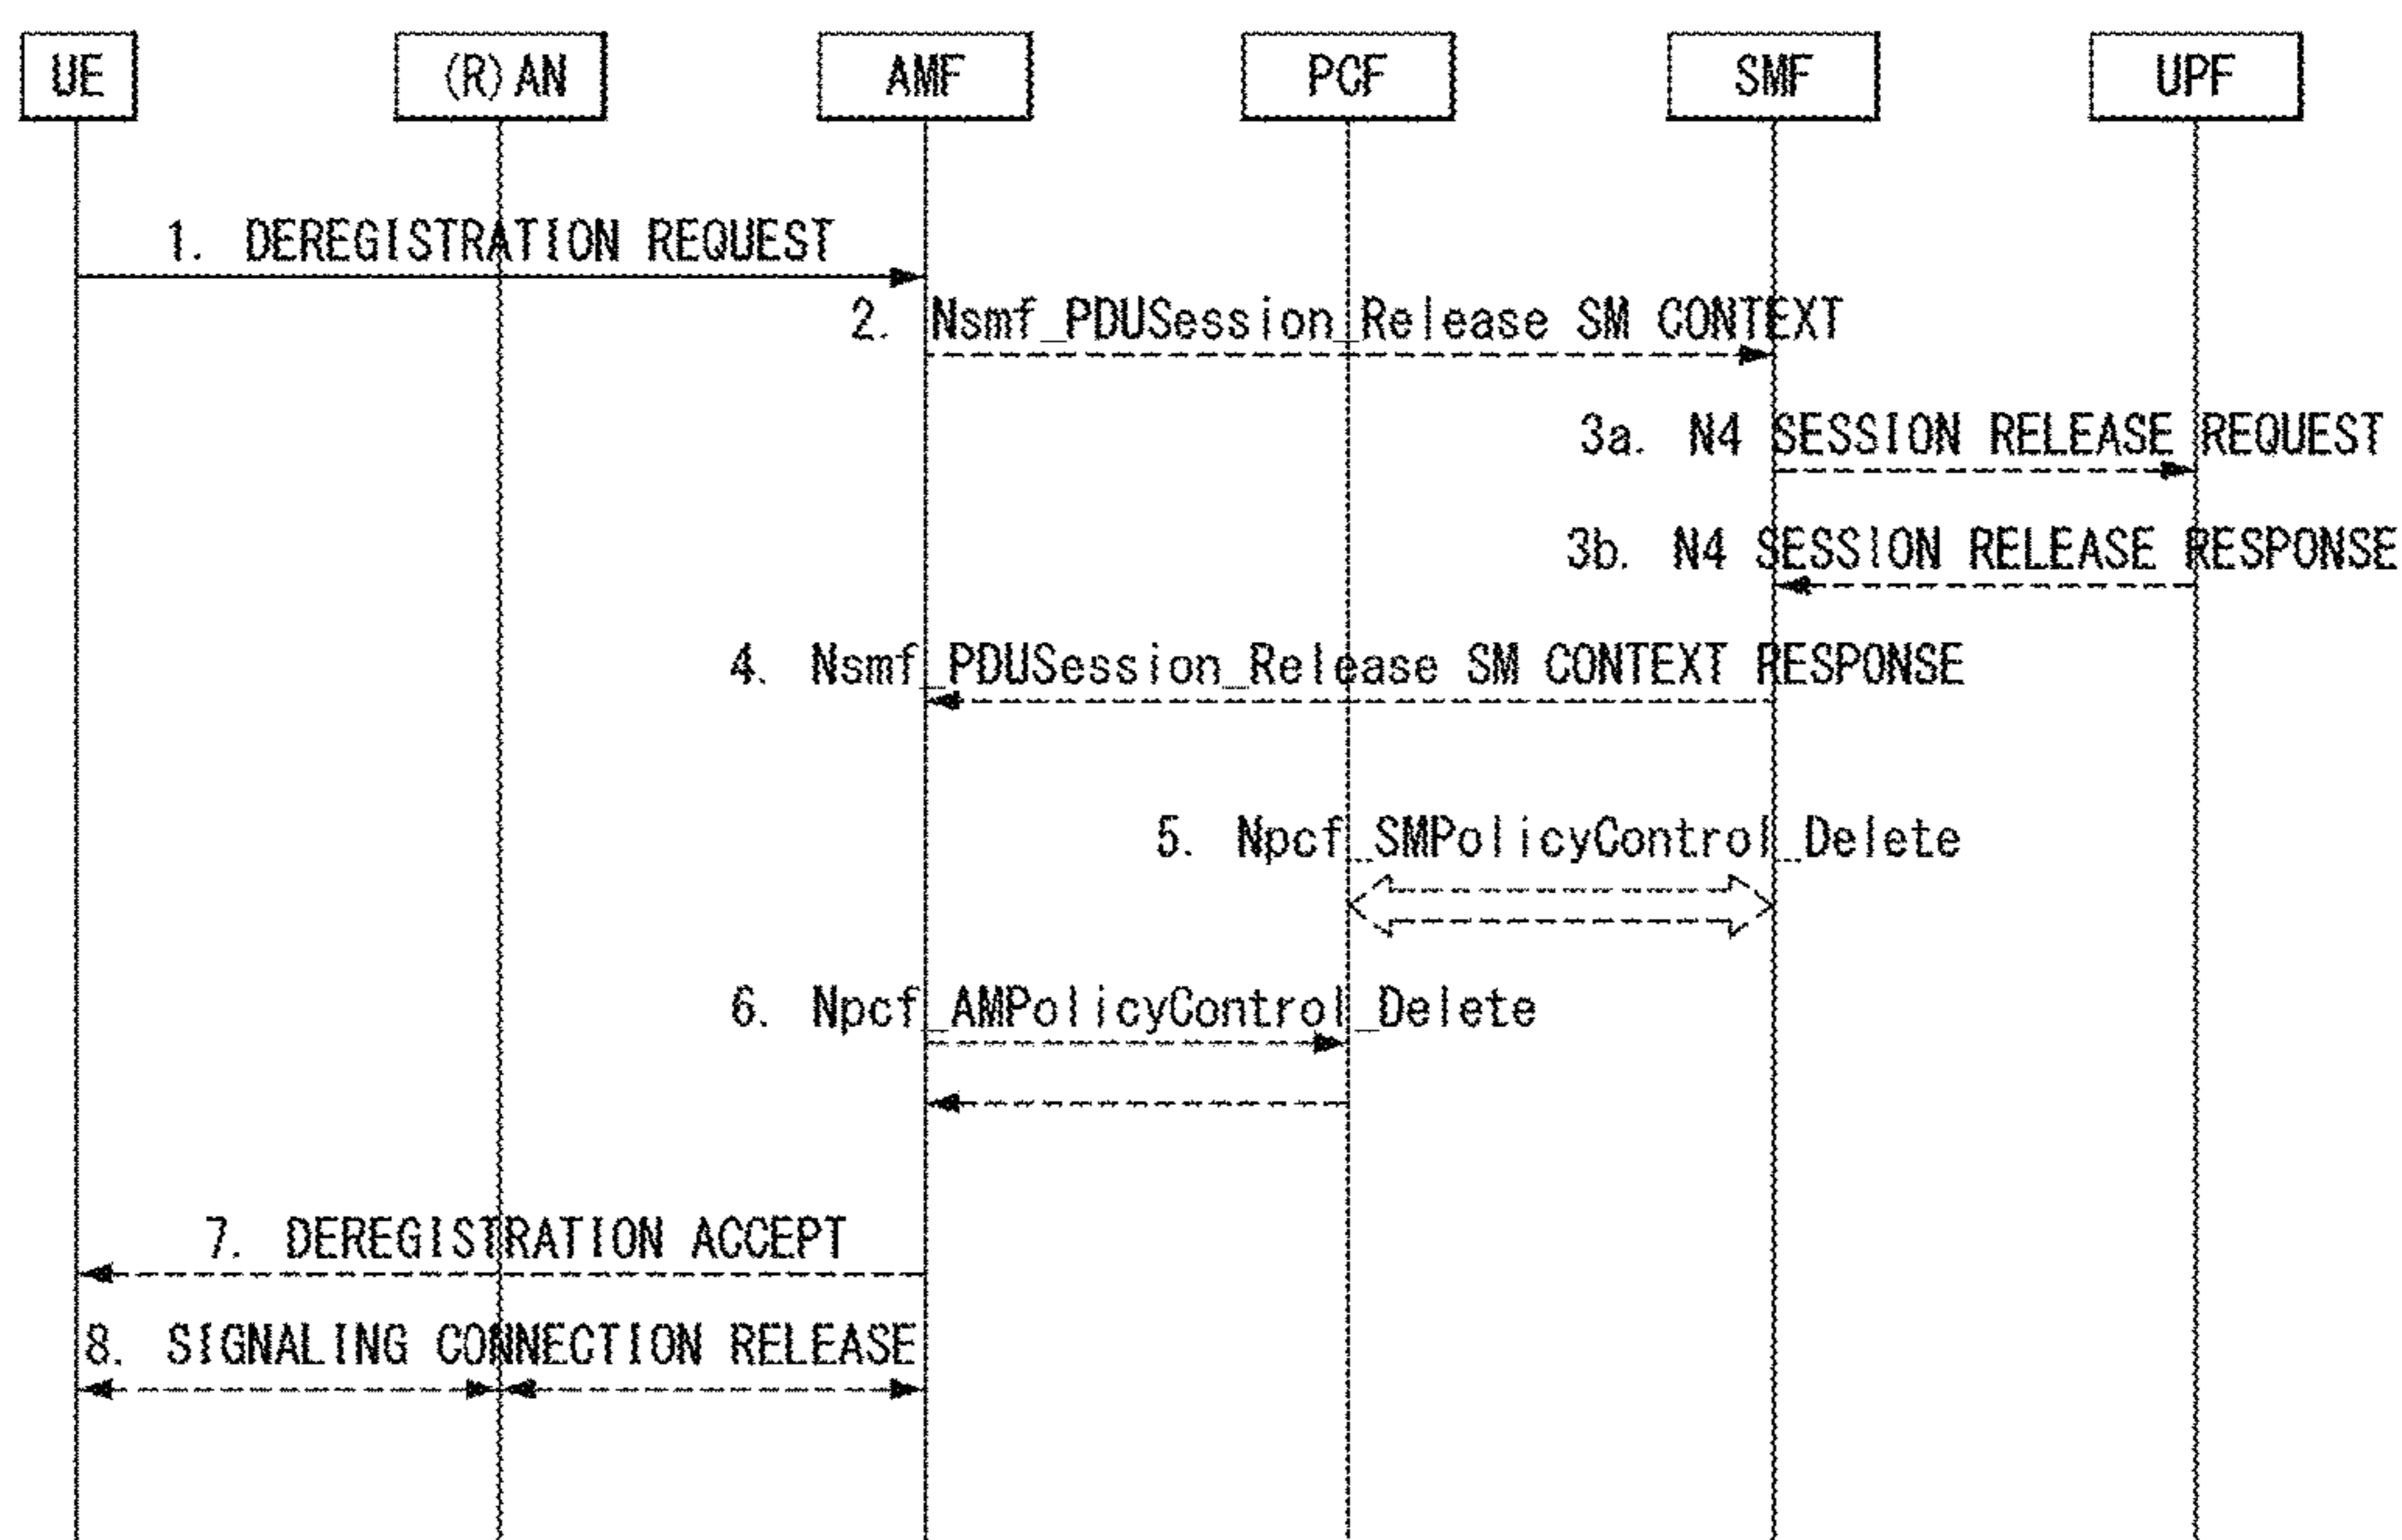 UE (R)AN AMF PCF SMF UPF
1. DEREGISTRATION REQUEST
2. Nsmf_PDUSession_Release SM CONTEXT
3a. N4 SESSION RELEASE REQUEST
3b. N4 SESSION RELEASE RESPONSE
4. Nsmf_PDUSession_Release SM CONTEXT RESPONSE
5. Npcf_SMPolicyControl_Delete
6. Npcf_AMPolicyControl_Delete
7. DEREGISTRATION ACCEPT
8. SIGNALING CONNECTION RELEASE